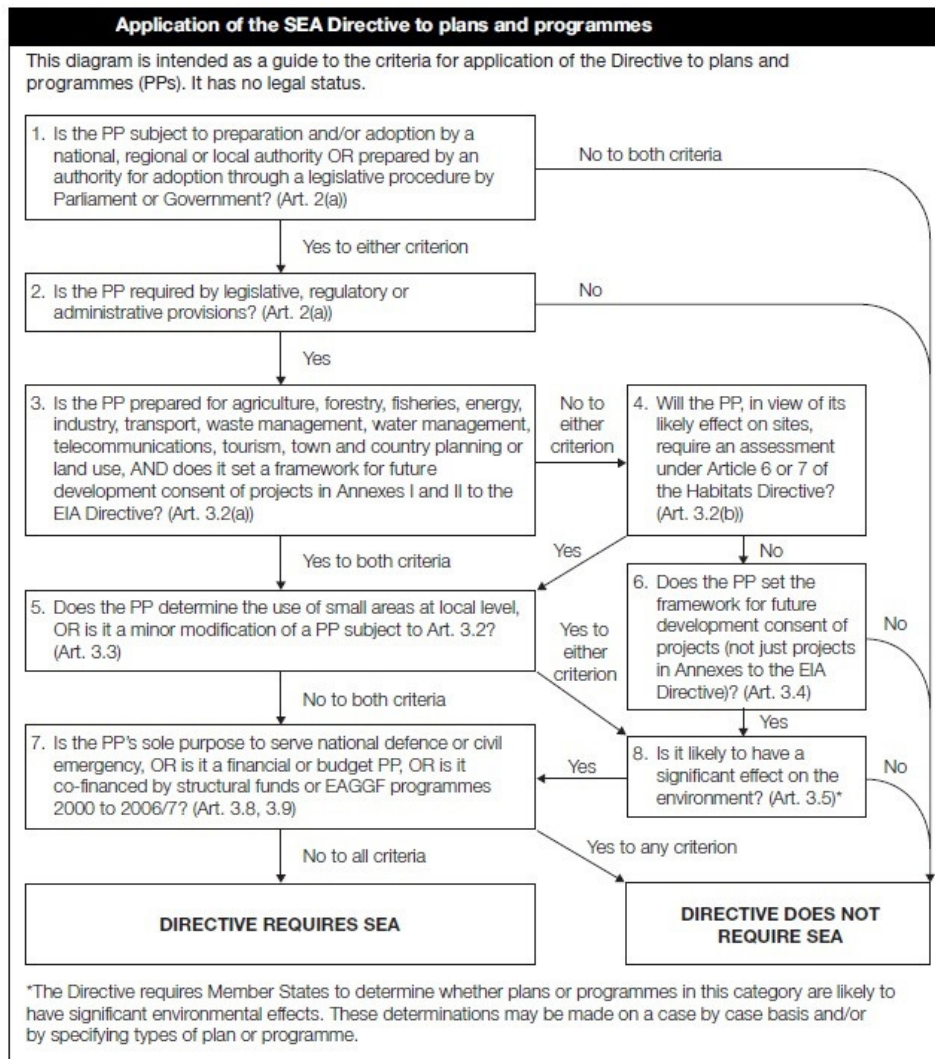 Application of the SEA Directive to plans and programmes
This diagram is intended as a guide to the criteria for application of the Directive to plans and
programmes (PPs). It has no legal status.
1. Is the PP subject to preparation and/or adoption by a
national, regional or local authority OR prepared by an
authority for adoption through a legislative procedure by
Parliament or Government? (Art. 2(a))
No to both criteria
Yes to either criterion
2. Is the PP required by legislative, regulatory or
administrative provisions? (Art. 2(a))
No
Yes
3. Is the PP prepared for agriculture, forestry, fisheries, energy,
industry, transport, waste management, water management,
telecommunications, tourism, town and country planning or
land use, AND does it set a framework for future
development consent of projects in Annexes I and II to the
EIA Directive? (Art. 3.2(a))
No to
either
criterion
4. Will the PP, in view of its
likely effect on sites,
require an assessment
under Article 6 or 7 of
the Habitats Directive?
(Art. 3.2(b))
Yes to both criteria
Yes
No
5. Does the PP determine the use of small areas at local level,
OR is it a minor modification of a PP subject to Art. 3.2?
(Art. 3.3)
Yes to
either
criterion
6. Does the PP set the
framework for future
development consent of
projects (not just projects
in Annexes to the EIA
Directive)? (Art. 3.4)
No
No to both criteria
Yes
7. Is the PP's sole purpose to serve national defence or civil
emergency, OR is it a financial or budget PP, OR is it
co-financed by structural funds or EAGGF programmes
2000 to 2006/7? (Art. 3.8, 3.9)
Yes
8. Is it likely to have a
significant effect on the
environment? (Art. 3.5)*
No
No to all criteria
Yes to any criterion
DIRECTIVE REQUIRES SEA
DIRECTIVE DOES NOT
REQUIRE SEA
*The Directive requires Member States to determine whether plans or programmes in this category are likely to
have significant environmental effects. These determinations may be made on a case by case basis and/or
by specifying types of plan or programme.